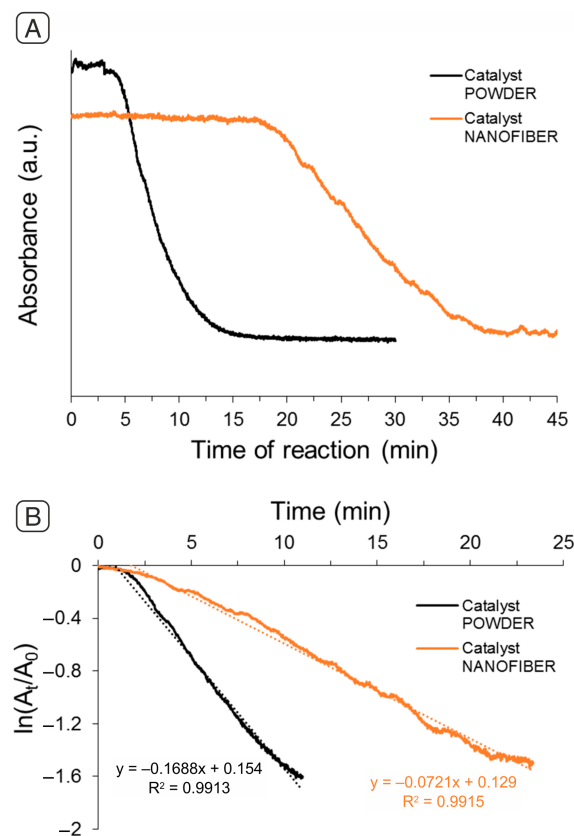 A
Absorbance (a.u.)
Catalyst
POWDER
Catalyst
NANOFIBER
0 5 10 15 20 25 30 35 40 45
Time of reaction (min)
B
Time (min)
0 5 10 15 20 25
ln(Aₜ/A₀)
0
–0.4
–0.8
–1.2
–1.6
–2
Catalyst
POWDER
Catalyst
NANOFIBER
y = –0.1688x + 0.154
R² = 0.9913
y = –0.0721x + 0.129
R² = 0.9915